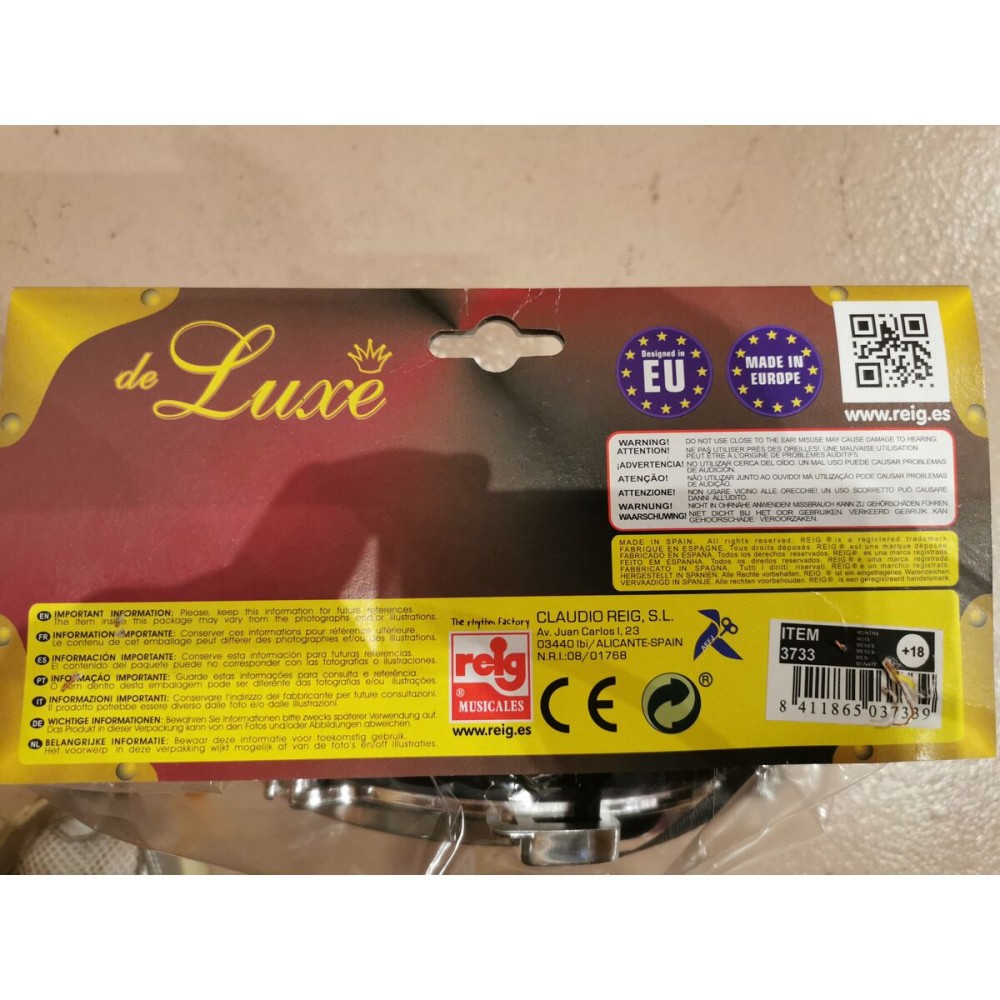 de Luxe
Designed in
EU
MADE IN
EUROPE
www.reig.es
WARNING! DO NOT USE CLOSE TO THE EAR! MISUSE MAY CAUSE DAMAGE TO HEARING.
ATTENTION! NE PAS UTILISER PRÈS DES OREILLES!. UNE MAUVAISE UTILISATION
PEUT ÊTRE À L'ORIGINE DE PROBLÈMES AUDITIFS.
¡ADVERTENCIA! NO UTILIZAR CERCA DEL OÍDO. UN MAL USO PUEDE CAUSAR PROBLEMAS
DE AUDICIÓN.
ATENÇÃO! NÃO UTILIZAR JUNTO AO OUVIDO! MÁ UTILIZAÇÃO PODE CAUSAR PROBLEMAS
DE AUDIÇÃO.
ATTENZIONE! NON USARE VICINO ALLE ORECCHIE! UN USO SCORRETTO PUÓ CAUSARE
DANNI ALL'UDITO.
WARNUNG! NICHT IN OHRNÄHE ANWENDEN! MISSBRAUCH KANN ZU GEHÖRSCHÄDEN FÜHREN
WAARSCHUWING! NIET DICHT BIJ HET OOR GEBRUIKEN. VERKEERD GEBRUIK KAN
GEHOORSCHADE VEROORZAKEN.
MADE IN SPAIN. All rights reserved. REIG ® is a registered trademark.
FABRIQUÉ EN ESPAGNE. Tous droits déposés. REIG® est une marque déposée.
FABRICADO EN ESPAÑA. Todos los derechos reservados. REIG® es una marca registrada.
FEITO EM ESPANHA. Todos os direitos reservados. REIG® é uma marca registrada.
FABBRICATO IN SPAGNA. Tutti i diritti riservati. REIG® é un marchio registrato.
HERGESTELLT IN SPANIEN. Alle Rechte vorbehalten. REIG ® ist ein eingetragenes Warenzeichen.
VERVAARDIGD IN SPANJE. Alle rechten voorbehouden. REIG® is een geregistreerd handelsmerk.
EN IMPORTANT INFORMATION: Please, keep this information for future references.
The item inside this package may vary from the photographs and/or illustrations.
FR INFORMATION IMPORTANTE: Conserver ces informations pour référence ultérieure.
Le contenu de cet emballage peut differer des photographies et/ou des illustrations.
ES INFORMACIÓN IMPORTANTE: Conserve esta información para futuras referencias.
El contenido del paquete puede no corresponder con las fotografías o ilustraciones.
PT INFORMAÇÃO IMPORTANTE: Guarde estas informações para consulta e referência.
O item dentro desta embalagem pode ser diferente das fotografias e/ou ilustrações.
IT INFORMAZIONI IMPORTANTI: Conservare l'indirizzo del fabbricante per future consultazioni.
Il prodotto potrebbe essere diverso dalle foto e/o dalle illustrazioni.
DE WICHTIGE INFORMATIONEN: Bewahren Sie Informationen bitte zwecks späterer Verwendung auf.
Das Produkt in dieser Verpackung kann von den Fotos und/oder Abbildungen abweichen.
NL BELANGRIJKE INFORMATIE: Bewaar deze informatie voor toekomstig gebruik.
Het voorwerp in deze verpakking wijkt mogelijk af van de foto's en/off illustraties.
The rhythm Factory
reig
®
MUSICALES
www.reig.es
CLAUDIO REIG, S.L.
Av. Juan Carlos I, 23
03440 Ibi/ALICANTE-SPAIN
N.R.I.:08/01768
CE
®
ITEM
3733
+18
8 411865 037339